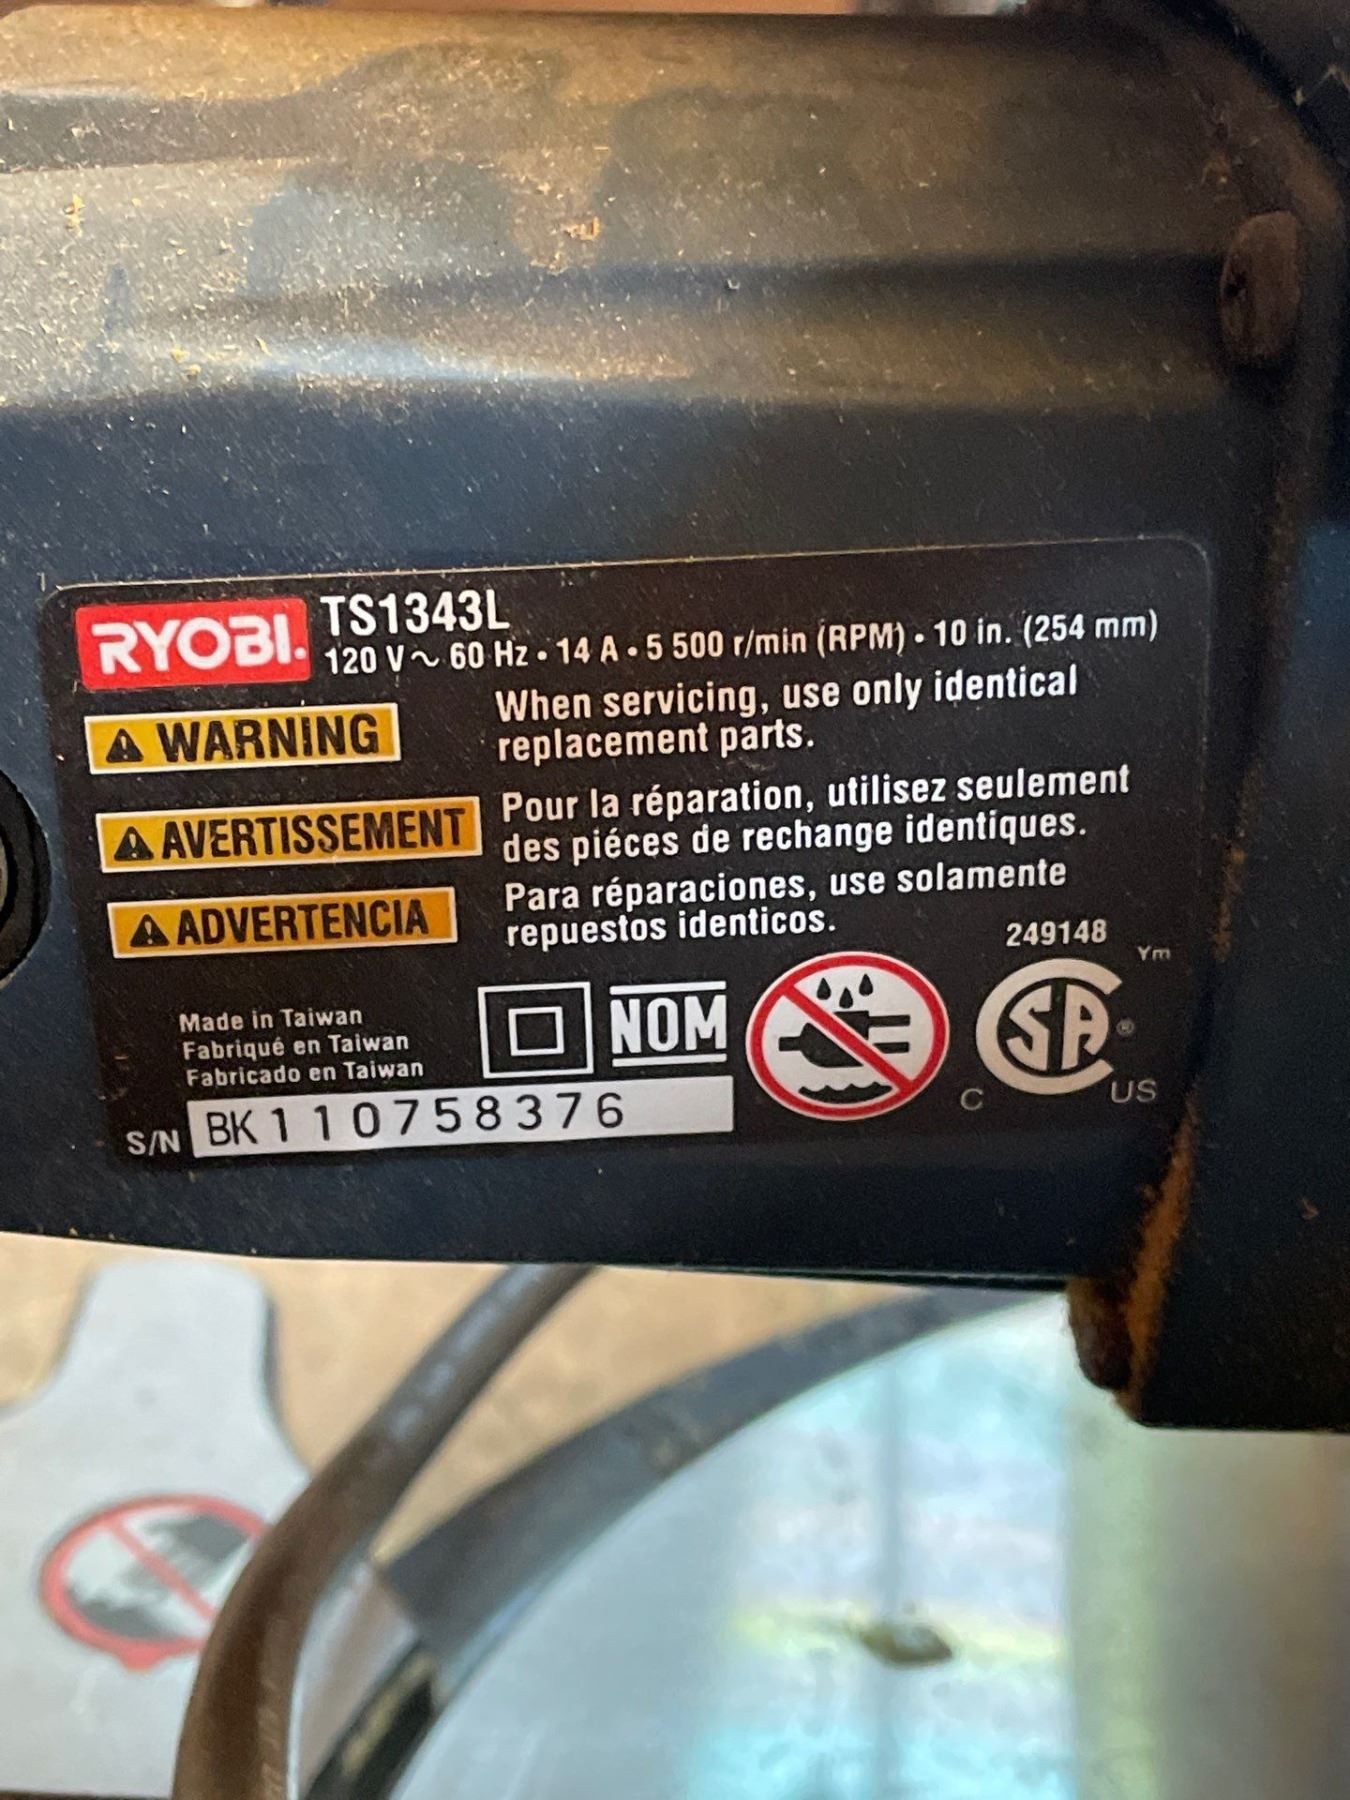 RYOBI. TS1343L
120 V~ 60 Hz • 14 A • 5 500 r/min (RPM) • 10 in. (254 mm)
WARNING
When servicing, use only identical
replacement parts.
AVERTISSEMENT
Pour la réparation, utilisez seulement
des piéces de rechange identiques.
ADVERTENCIA
Para réparaciones, use solamente
repuestos identicos.
249148
Ym
Made in Taiwan
Fabriqué en Taiwan
Fabricado en Taiwan
NOM
C SA ® US
S/N BK110758376